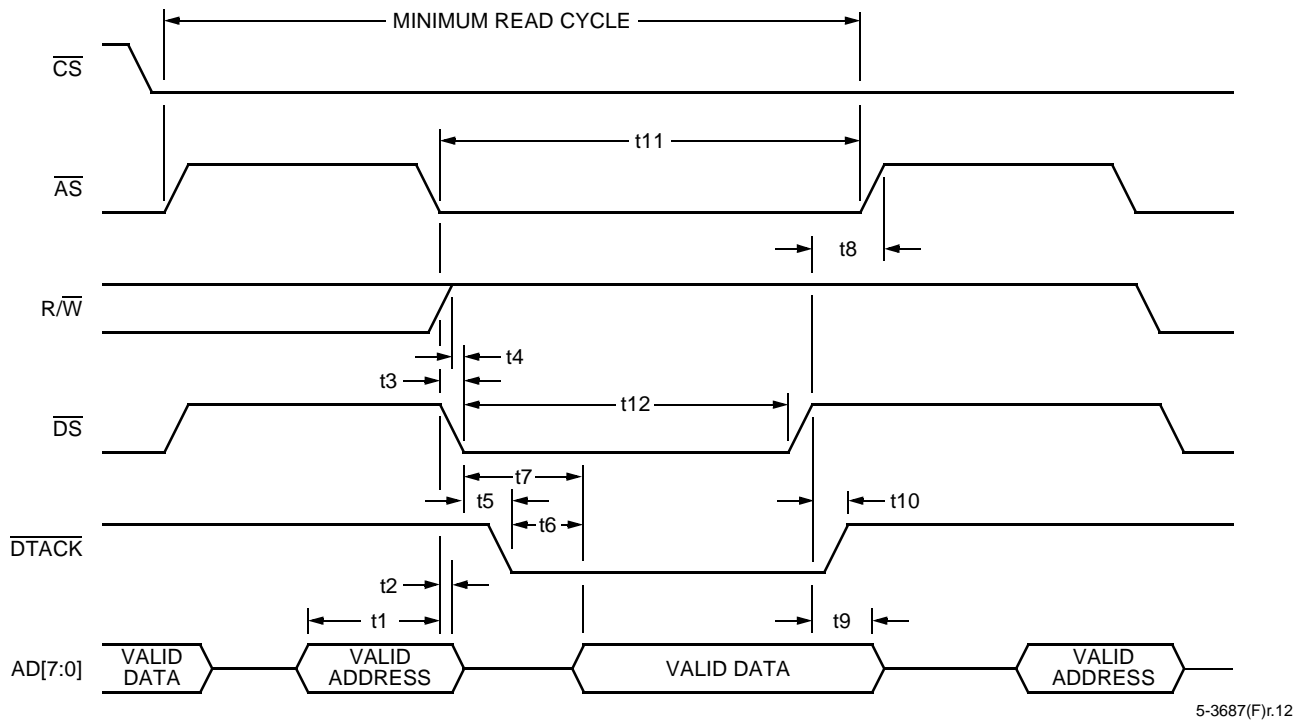 MINIMUM READ CYCLE
CS
t11
AS
t8
R/W
t4
t3
t12
DS
t7
t5
t10
t6
DTACK
t2
t1
t9
AD[7:0]
VALID
DATA
VALID
ADDRESS
VALID DATA
VALID
ADDRESS
5-3687(F)r.12